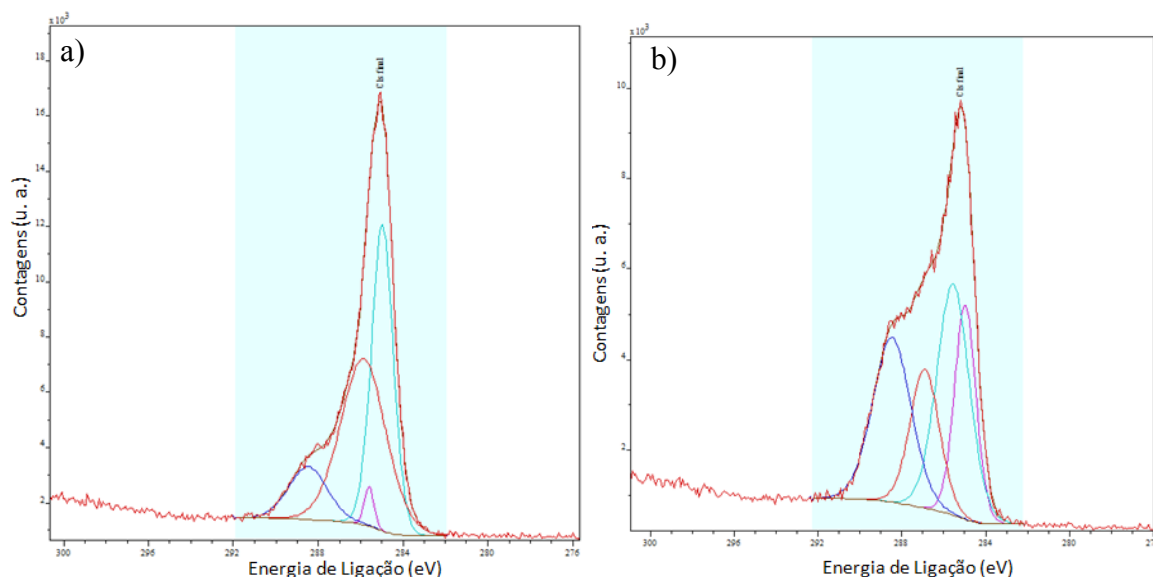 a)
x10³
18
16
14
12
10
8
6
4
2
Contagens (u. a.)
C1s final
300
296
292
288
284
280
276
Energia de Ligação (eV)
b)
x10³
10
8
6
4
2
Contagens (u. a.)
C1s final
300
296
292
288
284
280
276
Energia de Ligação (eV)